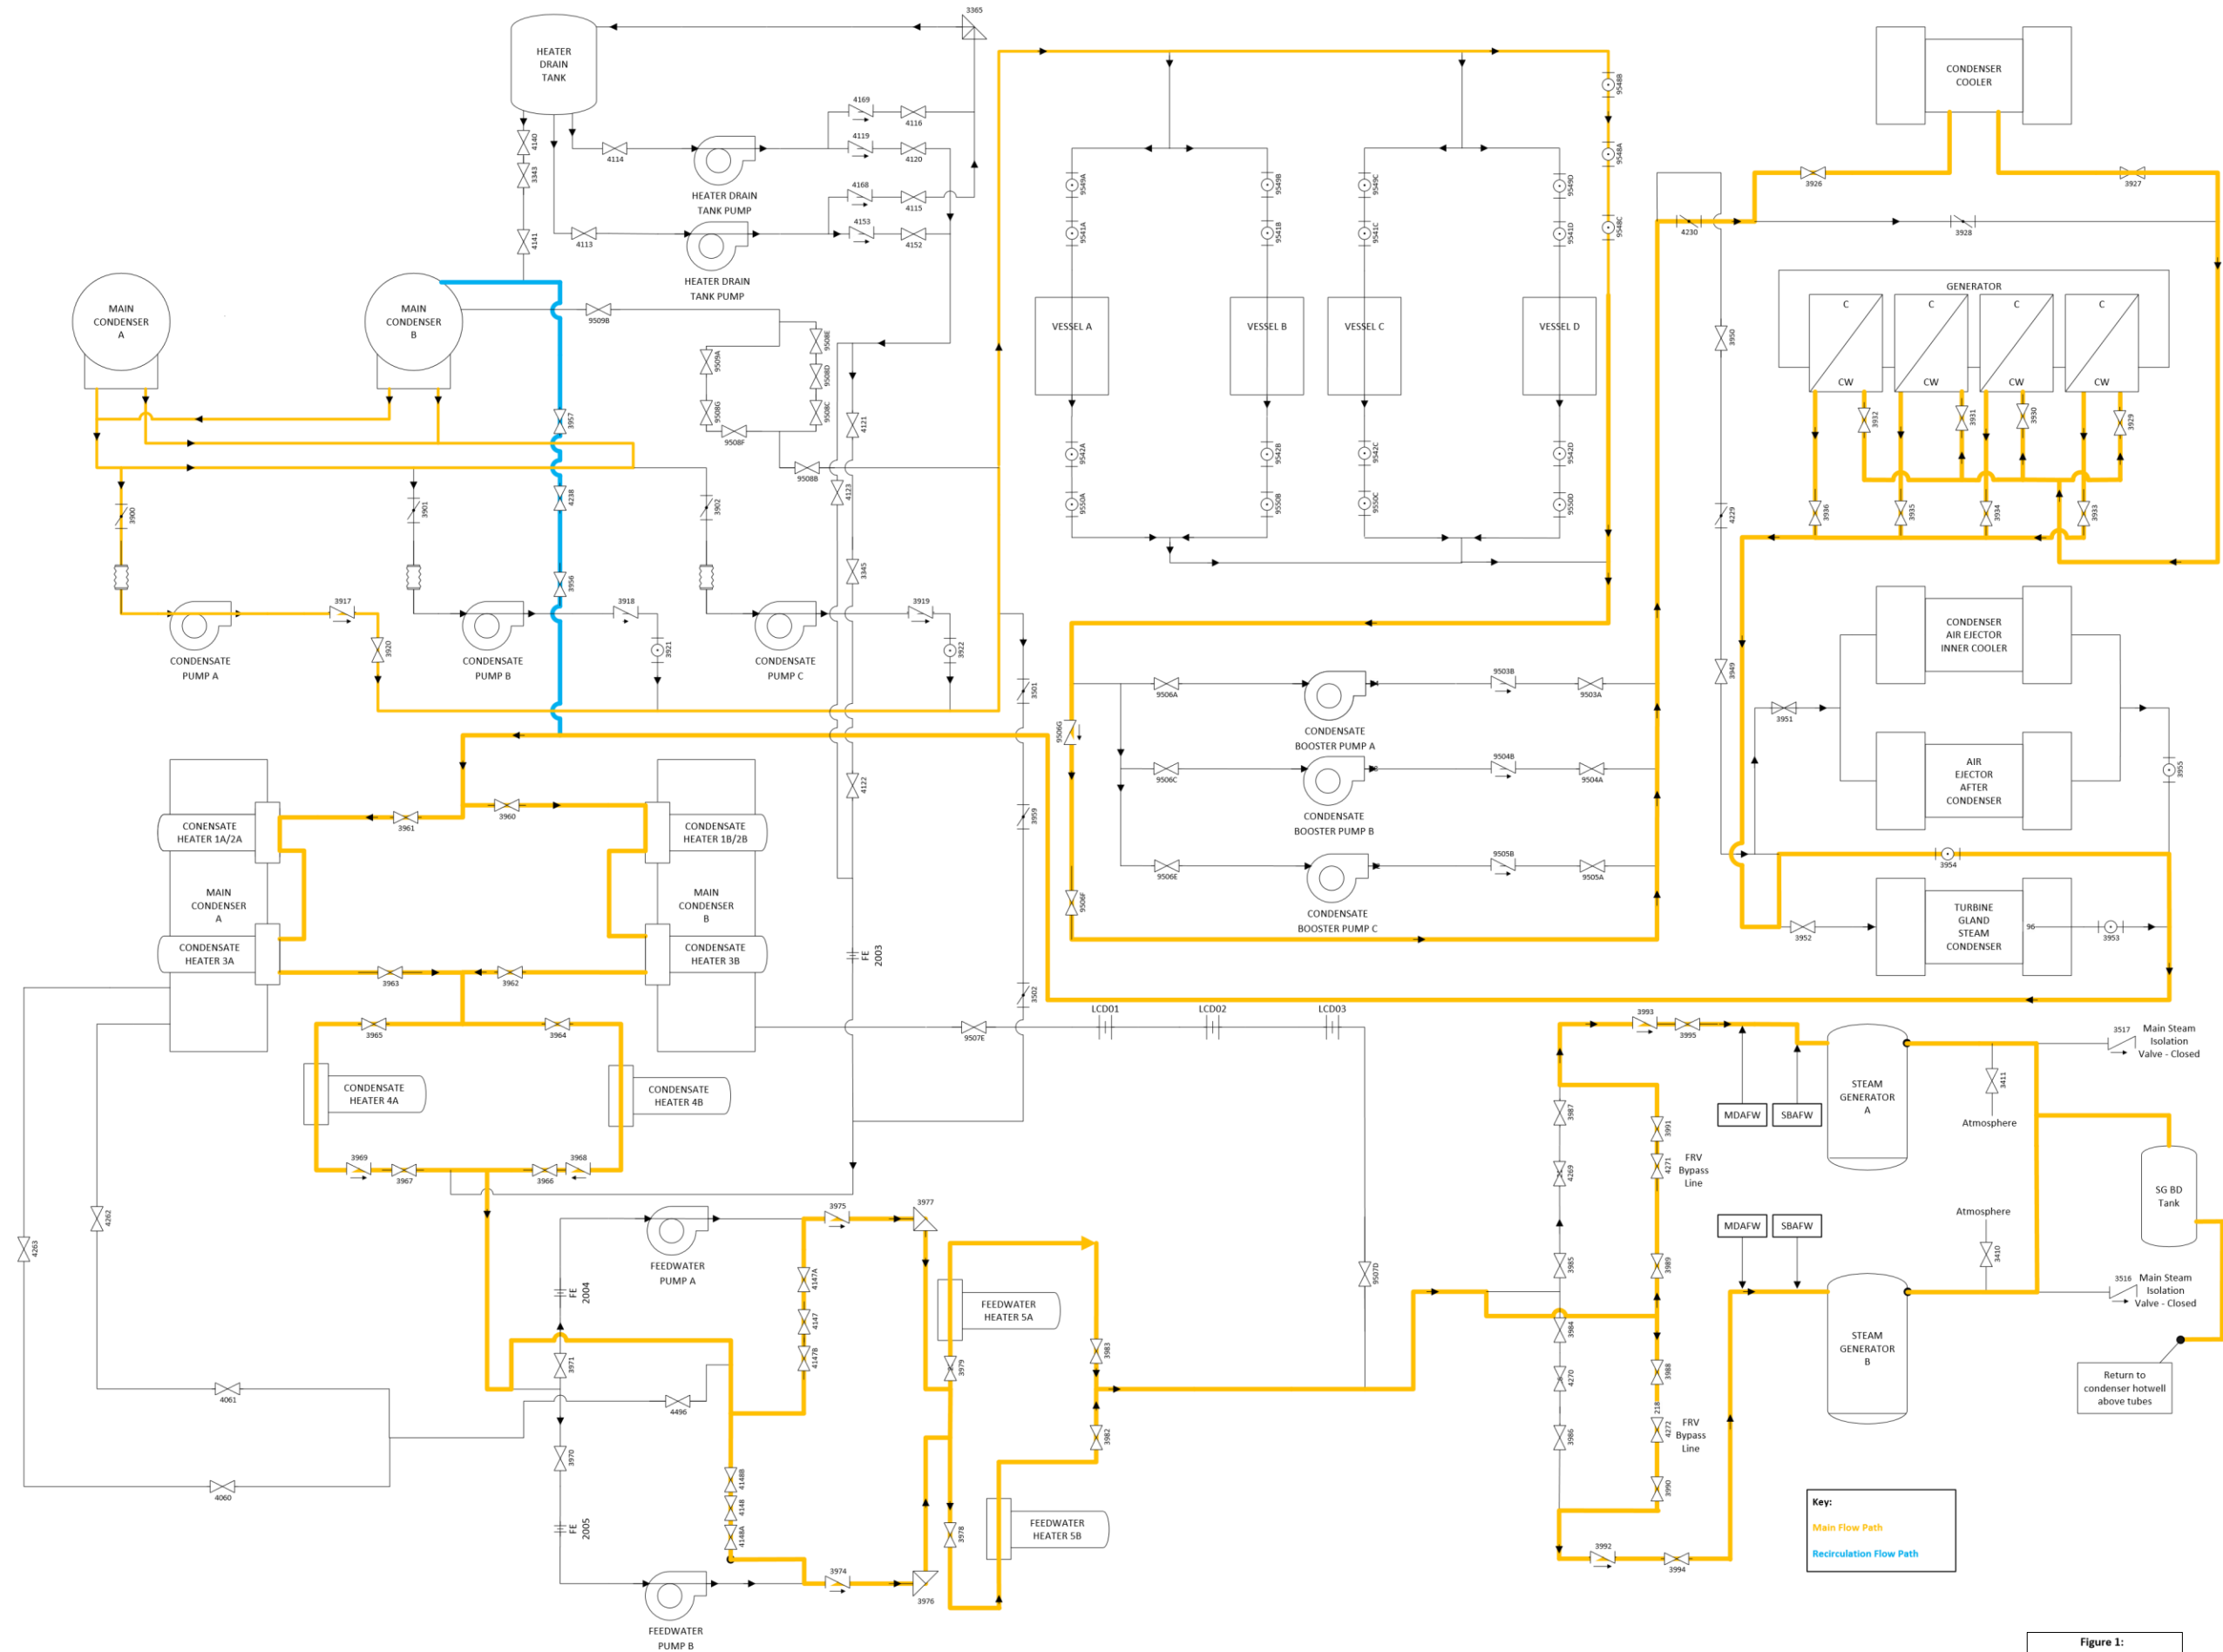 3365
HEATER
DRAIN
TANK
CONDENSER
COOLER
4169
4116
4140
4119
4120
4114
3343
4168
4115
HEATER DRAIN
TANK PUMP
4153
4152
4113
4141
HEATER DRAIN
TANK PUMP
9548B
9548A
9548C
9549A
9541A
9549B
9541B
9549C
9541C
9549D
9541D
3926
3927
4230
3928
MAIN
CONDENSER
A
MAIN
CONDENSER
B
9509B
9508E
9509A
9508D
9508G
9508C
9508F
9508B
4121
4123
VESSEL A
VESSEL B
VESSEL C
VESSEL D
3950
GENERATOR
C
CW
C
CW
C
CW
C
CW
3932
3931
3930
3929
3936
3935
3934
3933
3957
4238
3956
3900
3901
3902
9542A
9550A
9542B
9550B
9542C
9550C
9542D
9550D
4229
3345
3917
3920
CONDENSATE
PUMP A
3918
3921
CONDENSATE
PUMP B
3919
3922
CONDENSATE
PUMP C
3501
3949
CONDENSER
AIR EJECTOR
INNER COOLER
3951
AIR
EJECTOR
AFTER
CONDENSER
3955
9506G
9506A
9503B
9503A
CONDENSATE
BOOSTER PUMP A
9506C
9504B
9504A
CONDENSATE
BOOSTER PUMP B
9506E
9505B
9505A
CONDENSATE
BOOSTER PUMP C
9506F
4122
3959
3954
TURBINE
GLAND
STEAM
CONDENSER
96
3952
3953
CONENSATE
HEATER 1A/2A
3961
3960
CONDENSATE
HEATER 1B/2B
MAIN
CONDENSER
A
MAIN
CONDENSER
B
CONDENSATE
HEATER 3A
3963
3962
CONDENSATE
HEATER 3B
FE
2003
3502
3965
3964
9507E
LCD01
LCD02
LCD03
CONDENSATE
HEATER 4A
CONDENSATE
HEATER 4B
3969
3967
3966
3968
3993
3995
3987
4269
3991
4271
FRV
Bypass
Line
MDAFW
SBAFW
STEAM
GENERATOR
A
3411
Atmosphere
3517
Main Steam
Isolation
Valve - Closed
SG BD
Tank
4262
4263
FEEDWATER
PUMP A
3975
3977
FE
2004
4147A
4147
4147B
3971
FEEDWATER
HEATER 5A
3979
3983
9507D
3985
3984
4270
3986
3989
3988
218
4272
3990
FRV
Bypass
Line
MDAFW
SBAFW
Atmosphere
3410
3516
Main Steam
Isolation
Valve - Closed
STEAM
GENERATOR
B
Return to
condenser hotwell
above tubes
4061
4496
4060
3970
FE
2005
4148B
4148
4148A
3982
3978
FEEDWATER
HEATER 5B
3974
3976
FEEDWATER
PUMP B
3992
3994
Key:
Main Flow Path
Recirculation Flow Path
Figure 1: